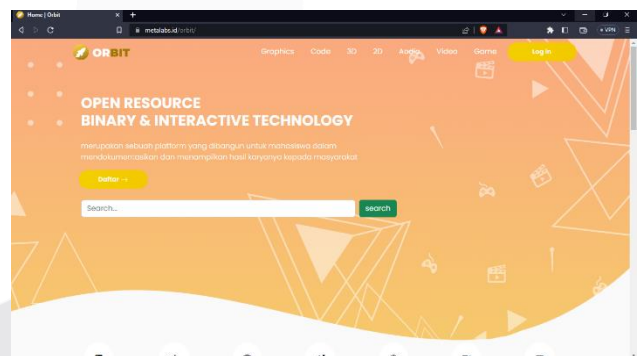 Home | Orbit
metalabs.id/orbit/
VPN
ORBIT
Graphics Code 3D 2D Audio Video Game Log In
OPEN RESOURCE
BINARY & INTERACTIVE TECHNOLOGY
merupakan sebuah platform yang dibangun untuk mahasiswa dalam
mendokumentasikan dan menampilkan hasil karyanya kepada masyarakat
Daftar →
Search...
search